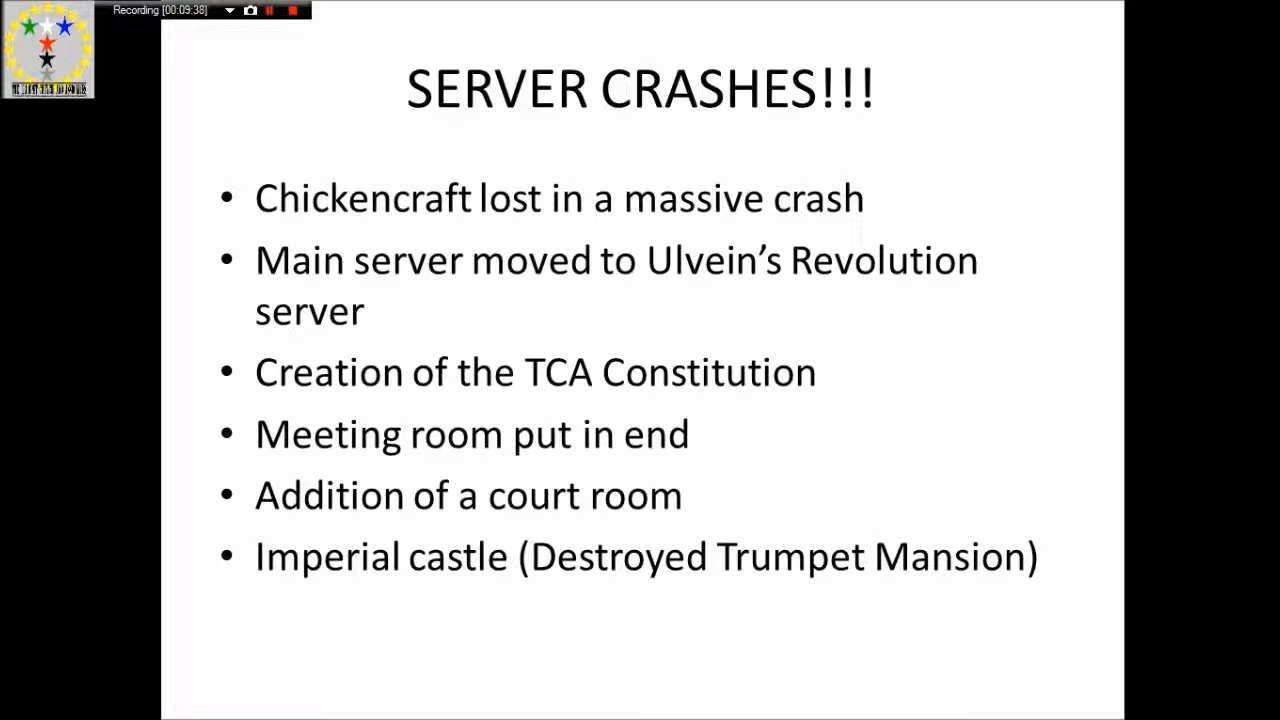 Recording [00:09:38]
SERVER CRASHES!!!
• Chickencraft lost in a massive crash
• Main server moved to Ulvein’s Revolution
server
• Creation of the TCA Constitution
• Meeting room put in end
• Addition of a court room
• Imperial castle (Destroyed Trumpet Mansion)